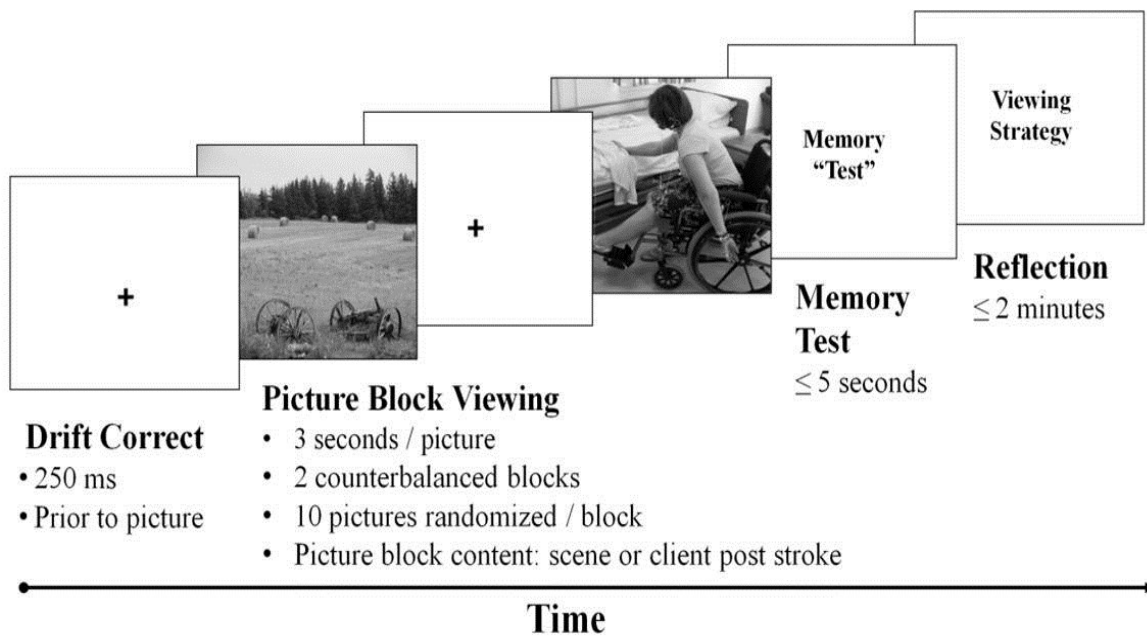 +
+
Memory
“Test”
Viewing
Strategy
Drift Correct
• 250 ms
• Prior to picture
Picture Block Viewing
• 3 seconds / picture
• 2 counterbalanced blocks
• 10 pictures randomized / block
• Picture block content: scene or client post stroke
Memory
Test
≤ 5 seconds
Reflection
≤ 2 minutes
Time